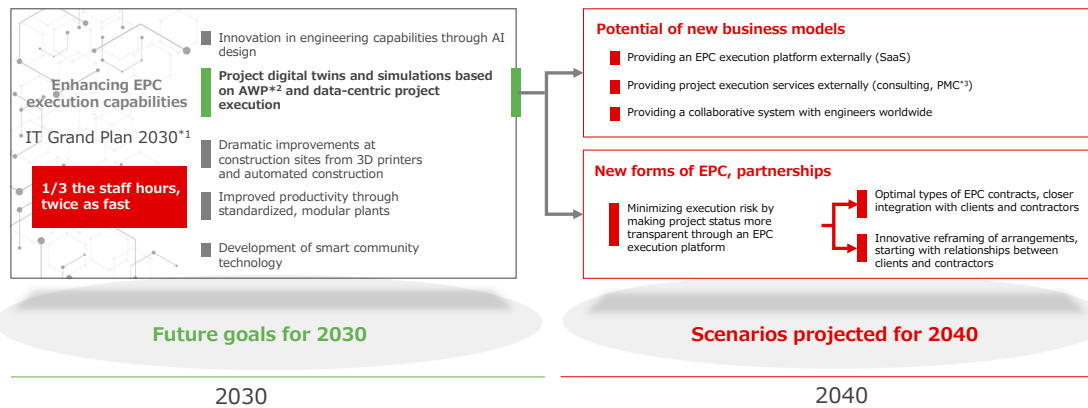 Enhancing EPC
execution capabilities
IT Grand Plan 2030*1
1/3 the staff hours,
twice as fast
Innovation in engineering capabilities through AI
design
Project digital twins and simulations based
on AWP*2 and data-centric project
execution
Dramatic improvements at
construction sites from 3D printers
and automated construction
Improved productivity through
standardized, modular plants
Development of smart community
technology
Potential of new business models
Providing an EPC execution platform externally (SaaS)
Providing project execution services externally (consulting, PMC*3)
Providing a collaborative system with engineers worldwide
New forms of EPC, partnerships
Minimizing execution risk by
making project status more
transparent through an EPC
execution platform
Optimal types of EPC contracts, closer
integration with clients and contractors
Innovative reframing of arrangements,
starting with relationships between
clients and contractors
Future goals for 2030
Scenarios projected for 2040
2030
2040